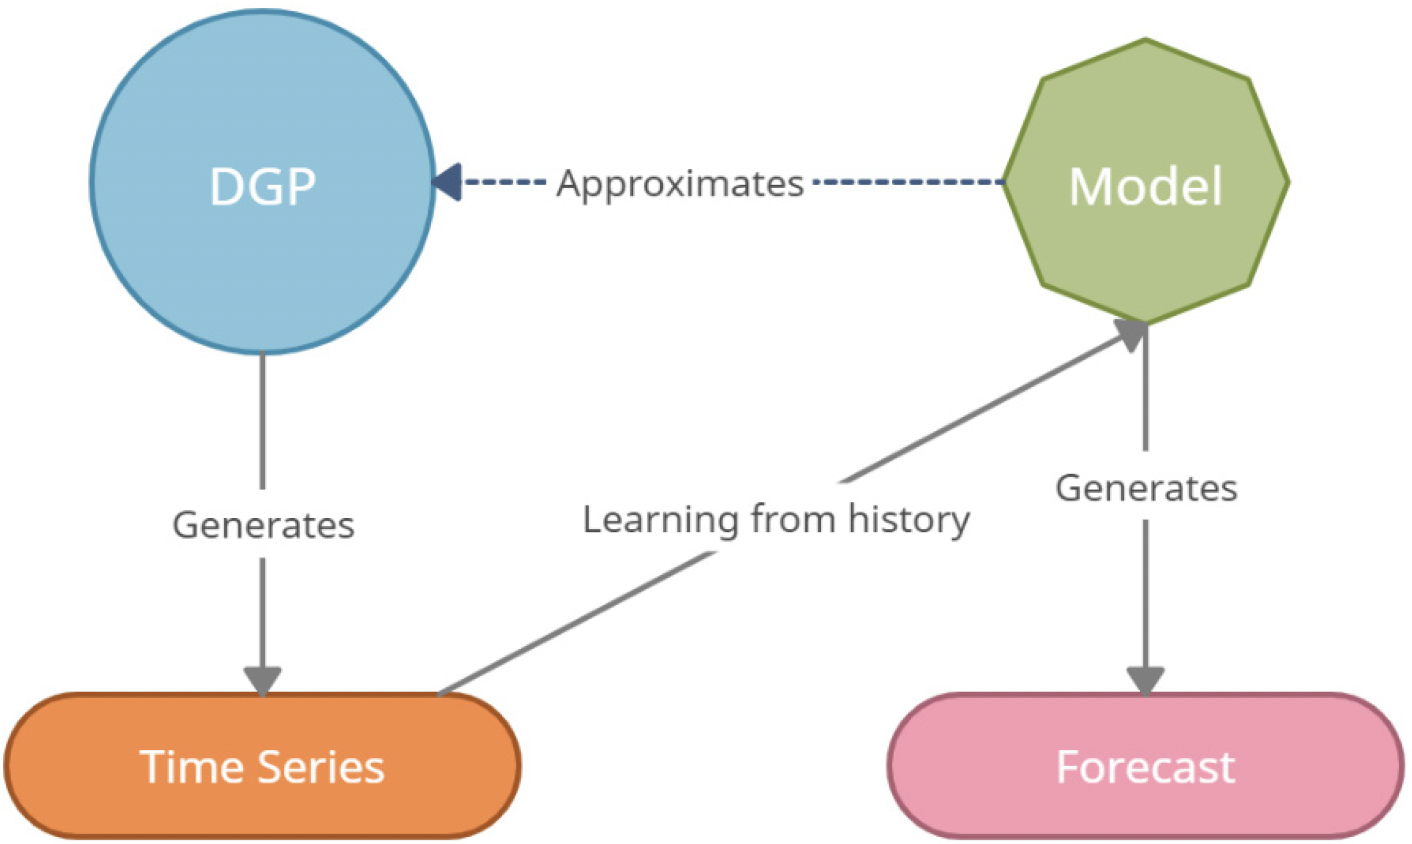 DGP
Approximates
Model
Generates
Learning from history
Generates
Time Series
Forecast